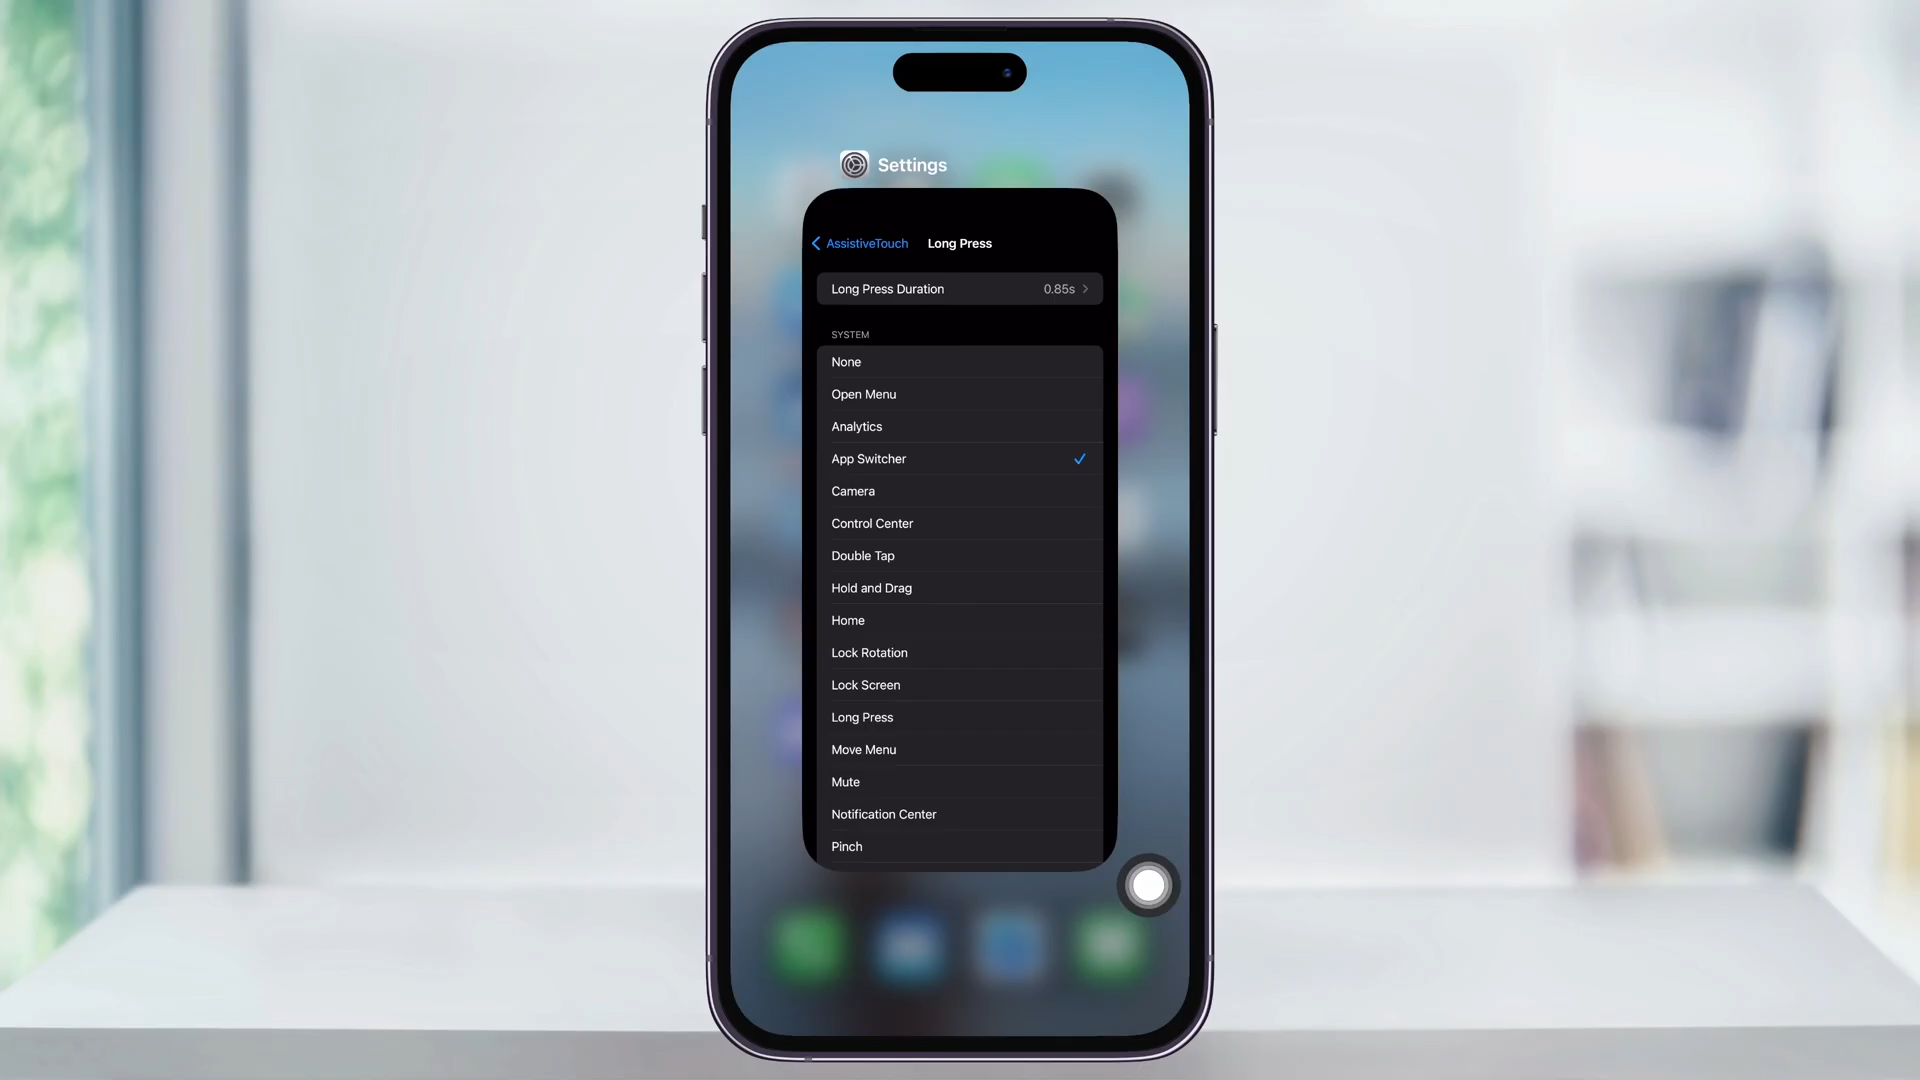 Settings
AssistiveTouch Long Press
Long Press Duration 0.85s
SYSTEM
None
Open Menu
Analytics
App Switcher
Camera
Control Center
Double Tap
Hold and Drag
Home
Lock Rotation
Lock Screen
Long Press
Move Menu
Mute
Notification Center
Pinch